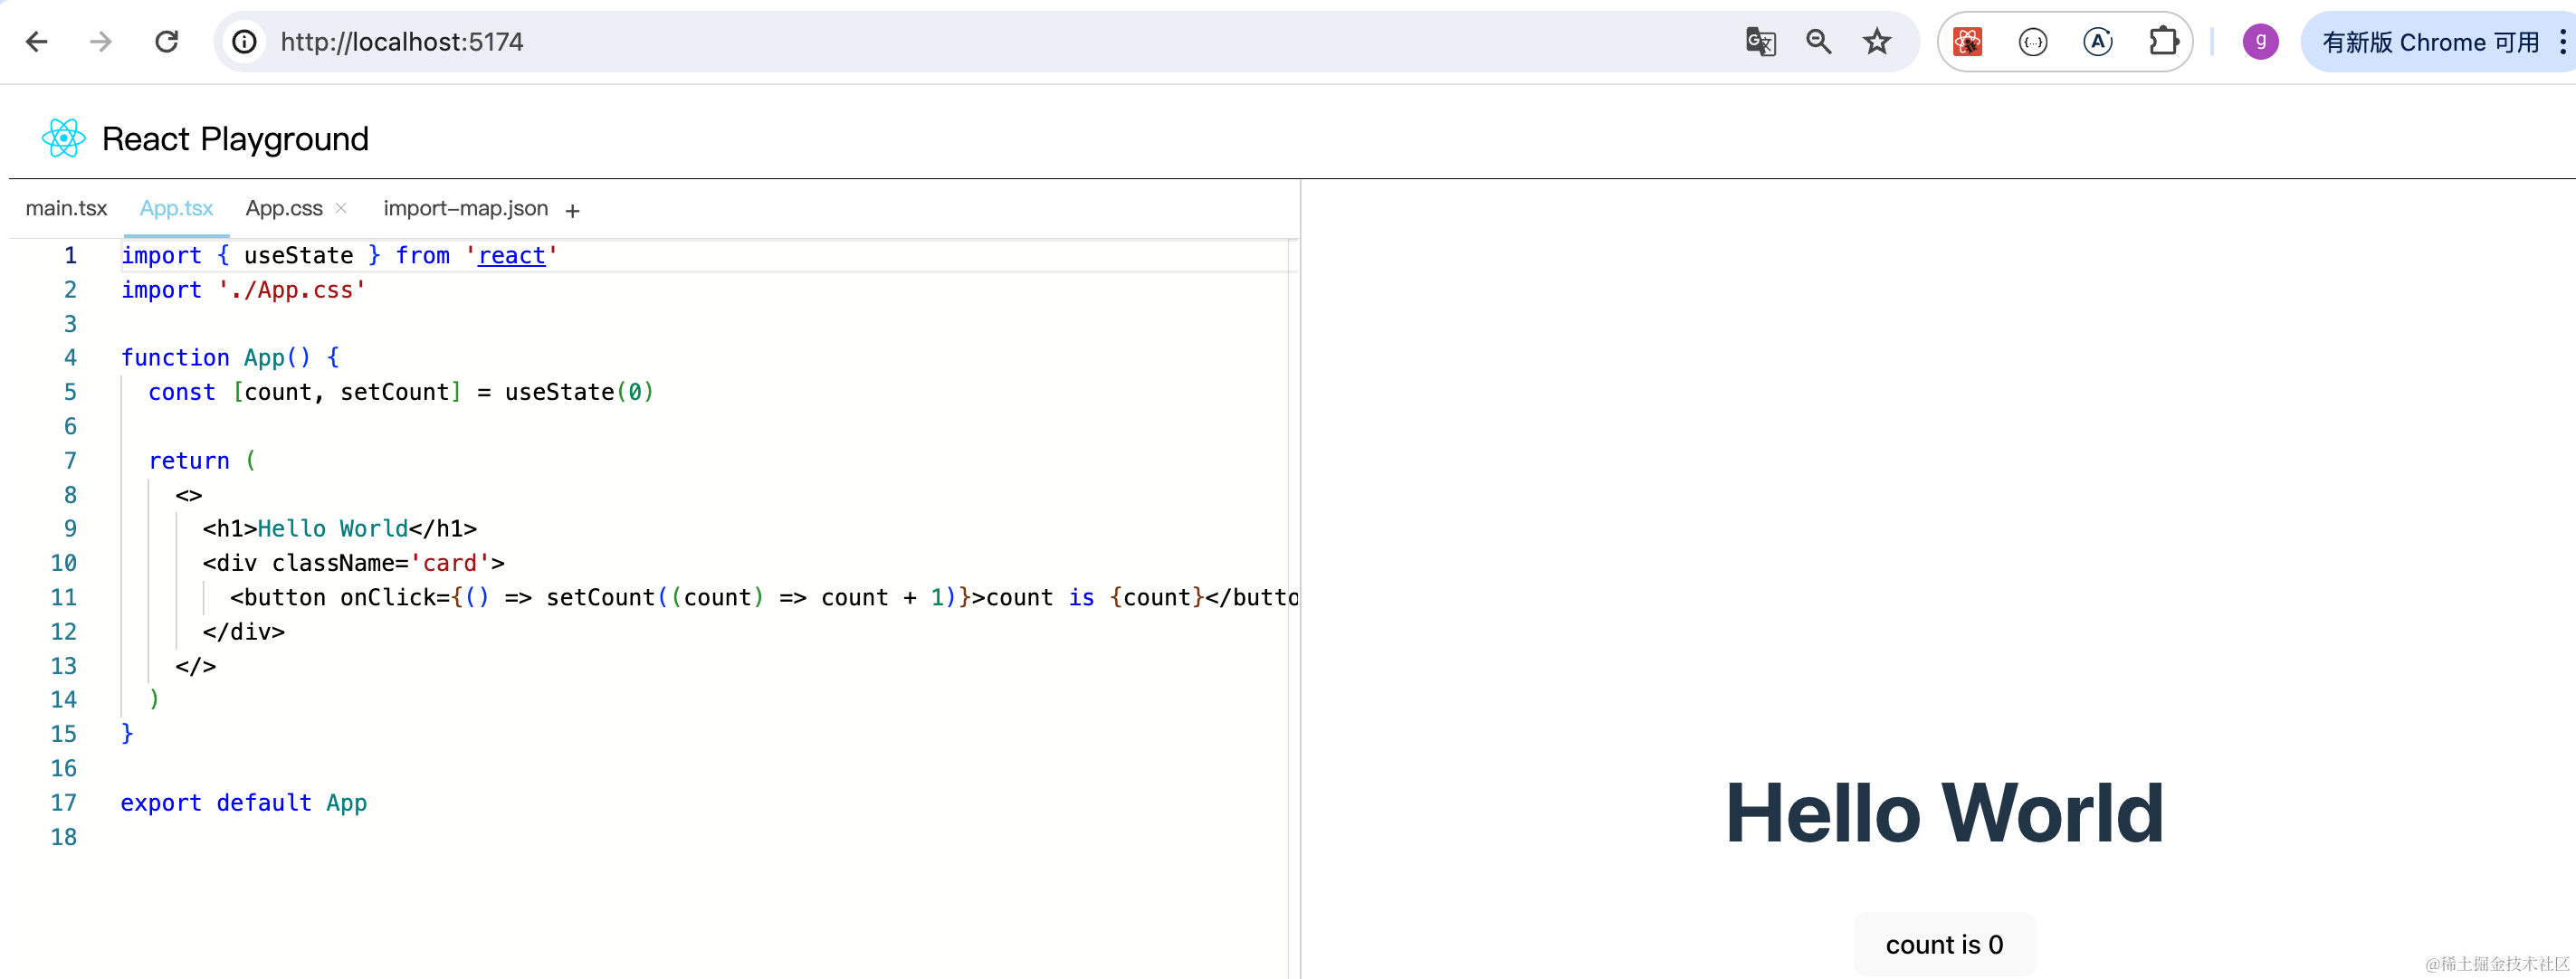 http://localhost:5174
g
有新版 Chrome 可用
React Playground
main.tsx App.tsx App.css × import-map.json +
1 import { useState } from 'react'
2 import './App.css'
3
4 function App() {
5 const [count, setCount] = useState(0)
6
7 return (
8 <>
9 <h1>Hello World</h1>
10 <div className='card'>
11 <button onClick={() => setCount((count) => count + 1)}>count is {count}</butto
12 </div>
13 </>
14 )
15 }
16
17 export default App
18
Hello World
count is 0
@稀土掘金技术社区